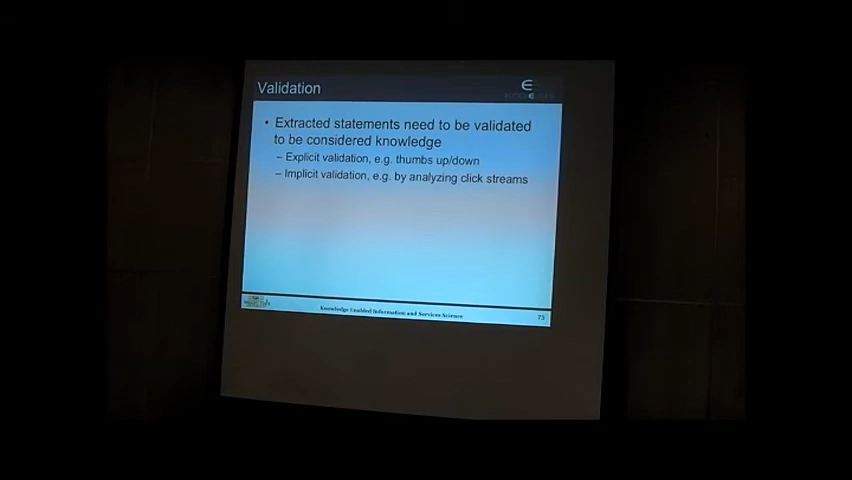 Validation
• Extracted statements need to be validated
to be considered knowledge
– Explicit validation, e.g. thumbs up/down
– Implicit validation, e.g. by analyzing click streams
Knowledge Enabled Information and Services Science
73